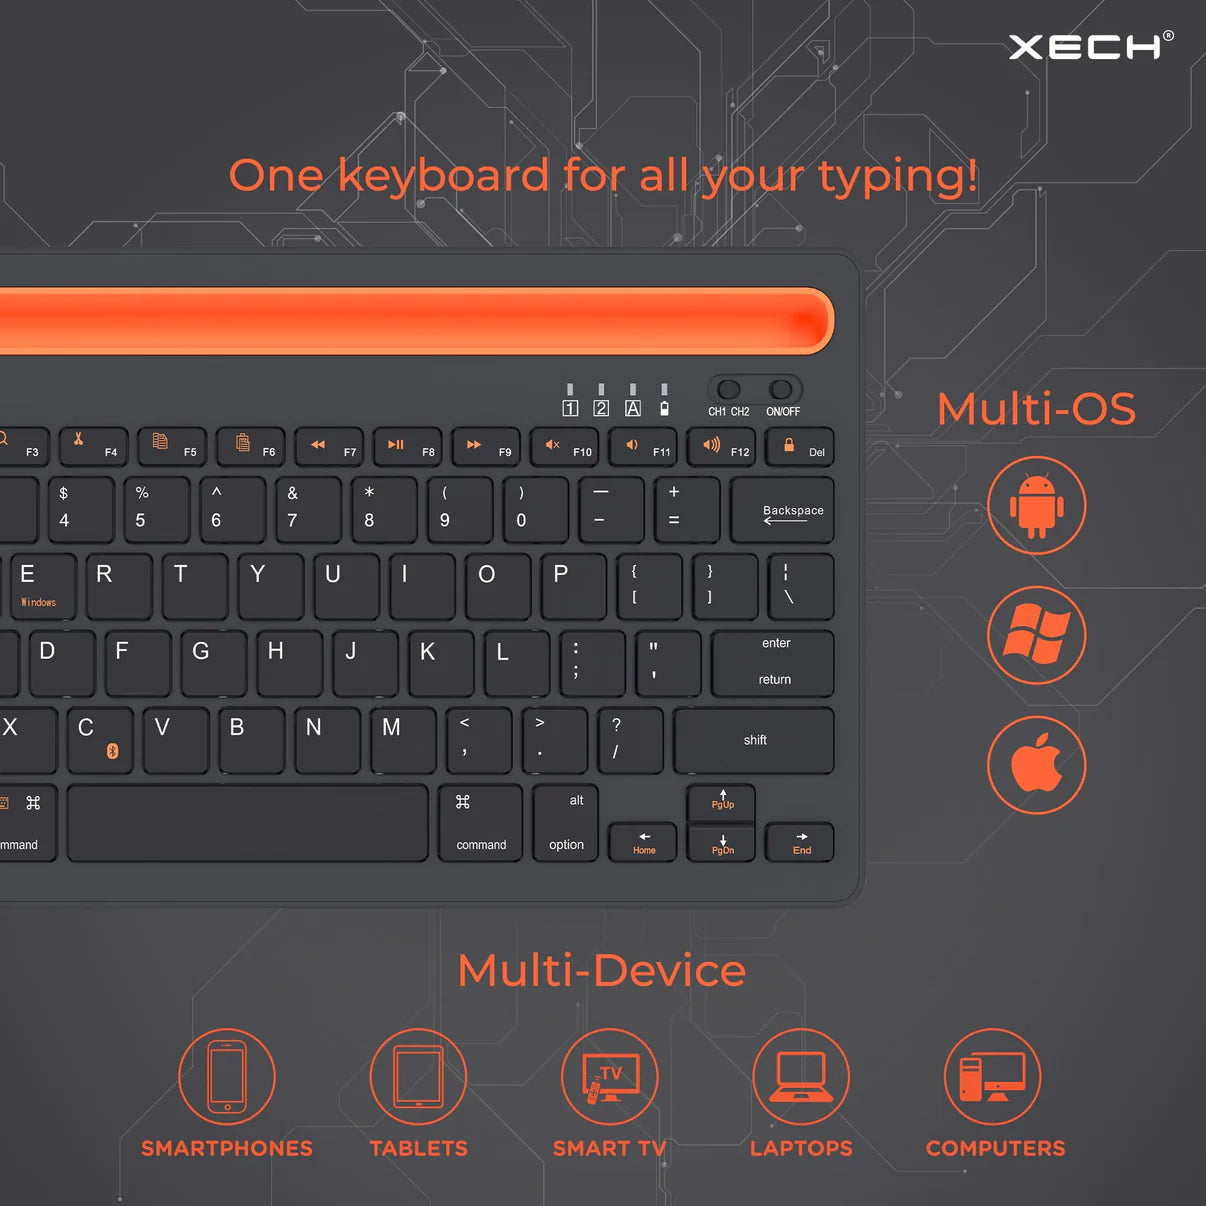 XECH®
One keyboard for all your typing!
1 2 A CH1 CH2 ON/OFF
F3 F4 F5 F6 F7 F8 F9 F10 F11 F12 Del
$ % ^ & * ( ) — + Backspace
4 5 6 7 8 9 0 - =
E R T Y U I O P { } ¦
Windows [ ] \
D F G H J K L : " enter
; ' return
X C V B N M < > ? shift
, . /
⌘ ⌘ alt PgUp
mmand command option Home PgDn End
Multi-OS
Multi-Device
TV
SMARTPHONES TABLETS SMART TV LAPTOPS COMPUTERS